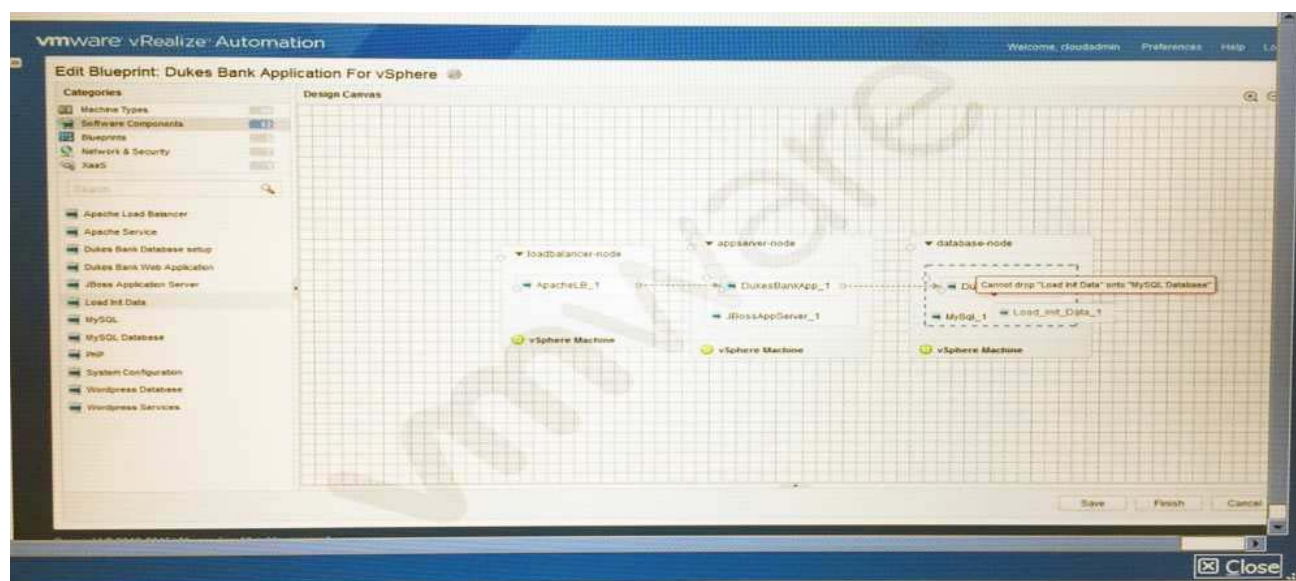 vmware vRealize Automation
Welcome, cloudadmin Preferences Help
Edit Blueprint: Dukes Bank Application For vSphere
Categories
Design Canvas
Machine Types
Software Components
Blueprints
Network & Security
XaaS
Search
Apache Load Balancer
Apache Service
Dukes Bank Database setup
Dukes Bank Web Application
JBoss Application Server
Load Init Data
MySQL
MySQL Database
PHP
System Configuration
Wordpress Database
Wordpress Services
loadbalancer-node
ApacheLB_1
vSphere Machine
appserver-node
DukesBankApp_1
JBossAppServer_1
vSphere Machine
database-node
Du
Cannot drop "Load Init Data" onto "MySQL Database"
MySql_1
Load_Init_Data_1
vSphere Machine
vmware
Save Finish Cancel
Close